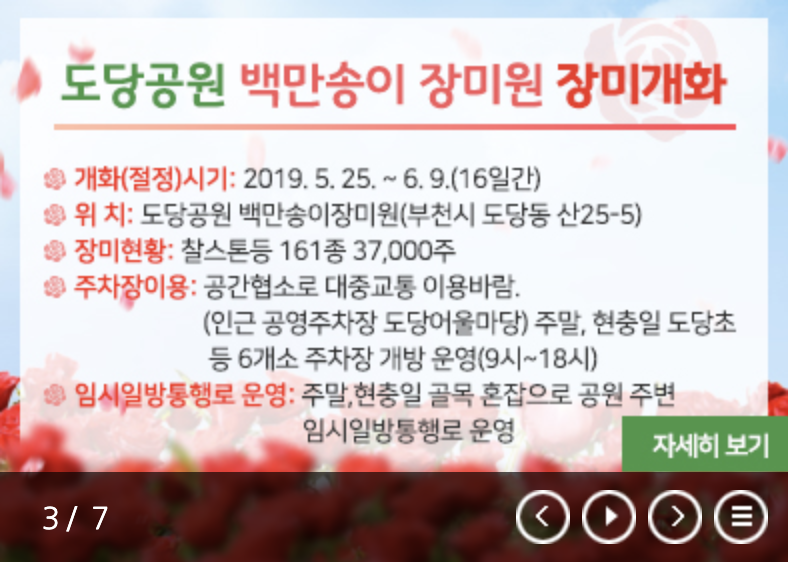 도당공원 백만송이 장미원 장미개화
개화(절정)시기: 2019. 5. 25. ~ 6. 9.(16일간)
위 치: 도당공원 백만송이장미원(부천시 도당동 산25-5)
장미현황: 찰스톤등 161종 37,000주
주차장이용: 공간협소로 대중교통 이용바람.
(인근 공영주차장 도당어울마당) 주말, 현충일 도당초
등 6개소 주차장 개방 운영(9시~18시)
임시일방통행로 운영: 주말,현충일 골목 혼잡으로 공원 주변
임시일방통행로 운영
자세히 보기
3 / 7